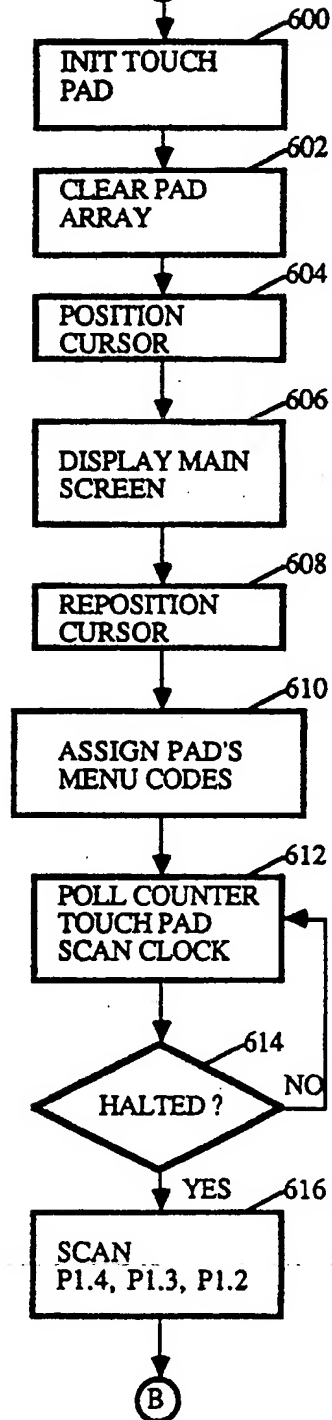 600
INIT TOUCH
PAD
602
CLEAR PAD
ARRAY
604
POSITION
CURSOR
606
DISPLAY MAIN
SCREEN
608
REPOSITION
CURSOR
610
ASSIGN PAD'S
MENU CODES
612
POLL COUNTER
TOUCH PAD
SCAN CLOCK
614
HALTED ?
NO
YES
616
SCAN
P1.4, P1.3, P1.2
B